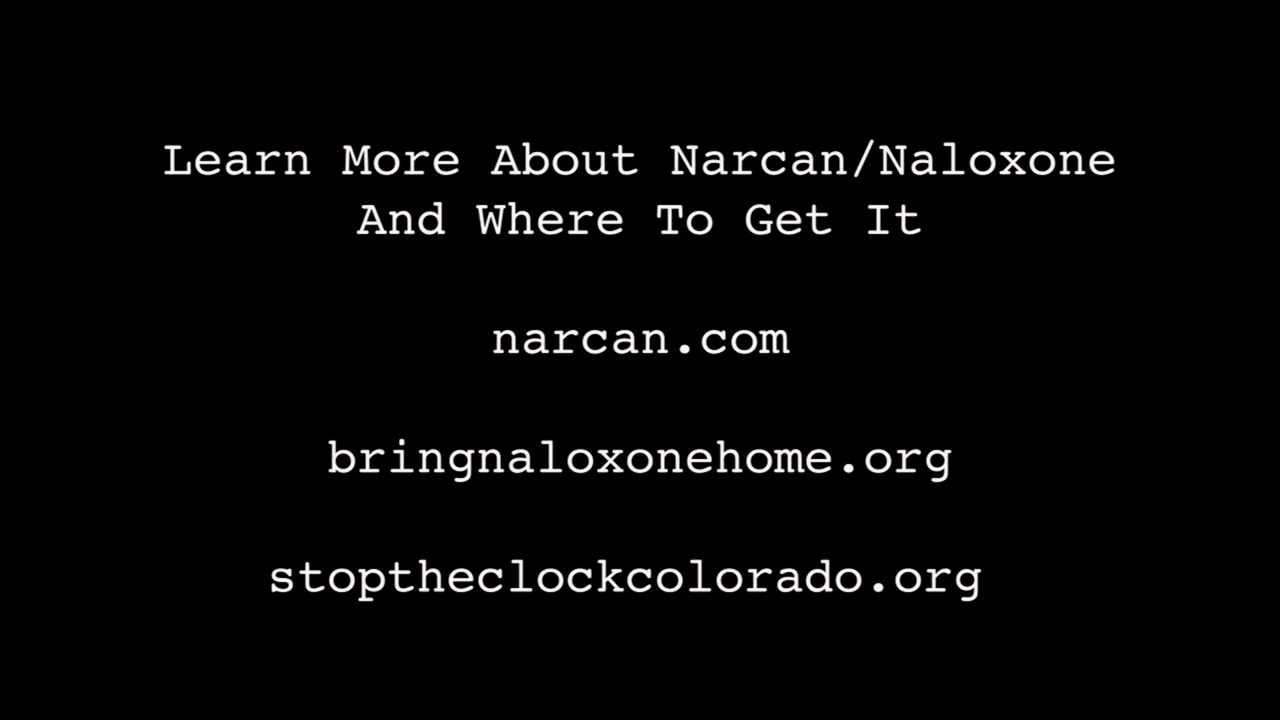 Learn More About Narcan/Naloxone
And Where To Get It
narcan.com
bringnaloxonehome.org
stoptheclockcolorado.org